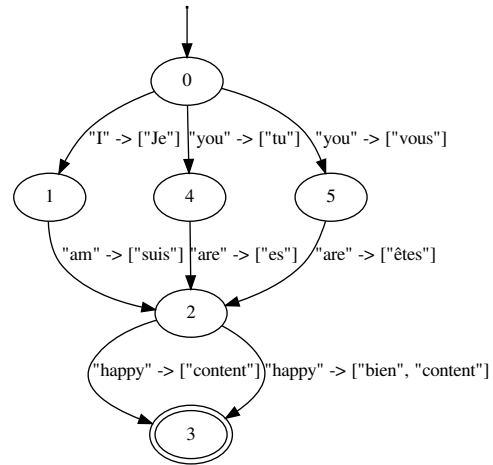 0
"I" -> ["Je"] "you" -> ["tu"] "you" -> ["vous"]
1 4 5
"am" -> ["suis"] "are" -> ["es"] "are" -> ["êtes"]
2
"happy" -> ["content"] "happy" -> ["bien", "content"]
3